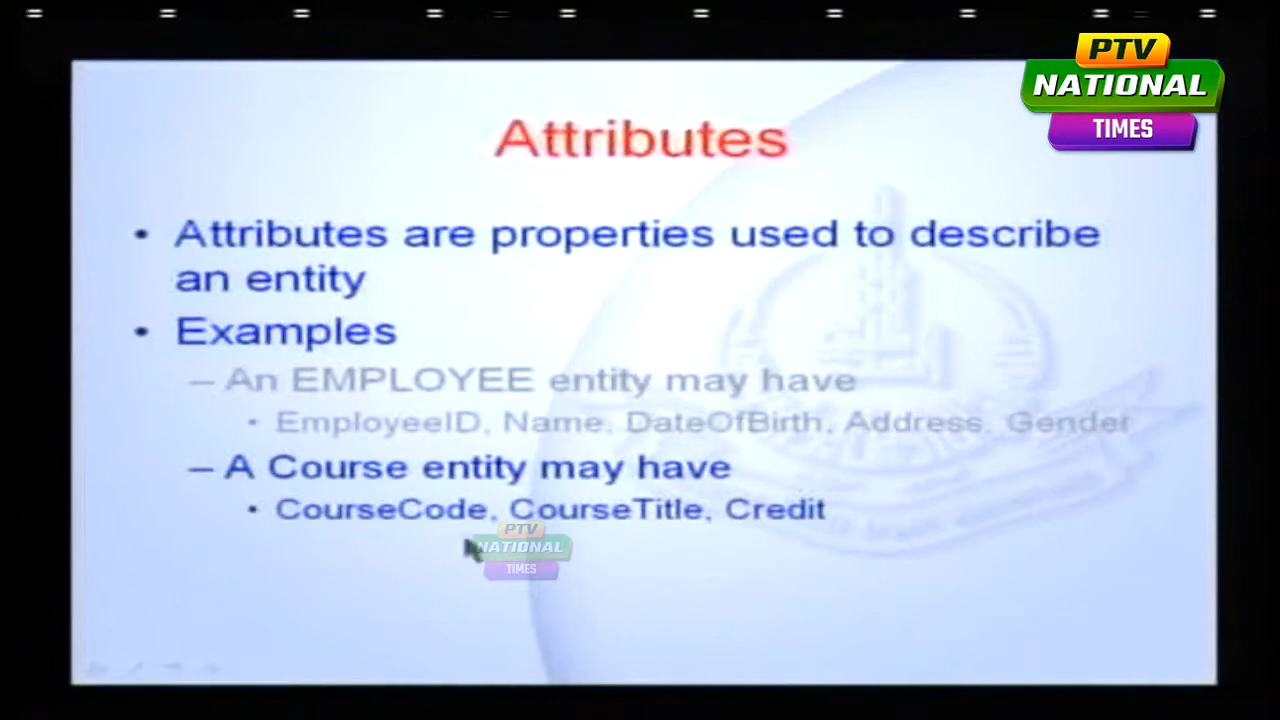 PTV
NATIONAL
TIMES
Attributes
• Attributes are properties used to describe
an entity
• Examples
– An EMPLOYEE entity may have
• EmployeeID, Name, DateOfBirth, Address, Gender
– A Course entity may have
• CourseCode, CourseTitle, Credit
PTV
NATIONAL
TIMES